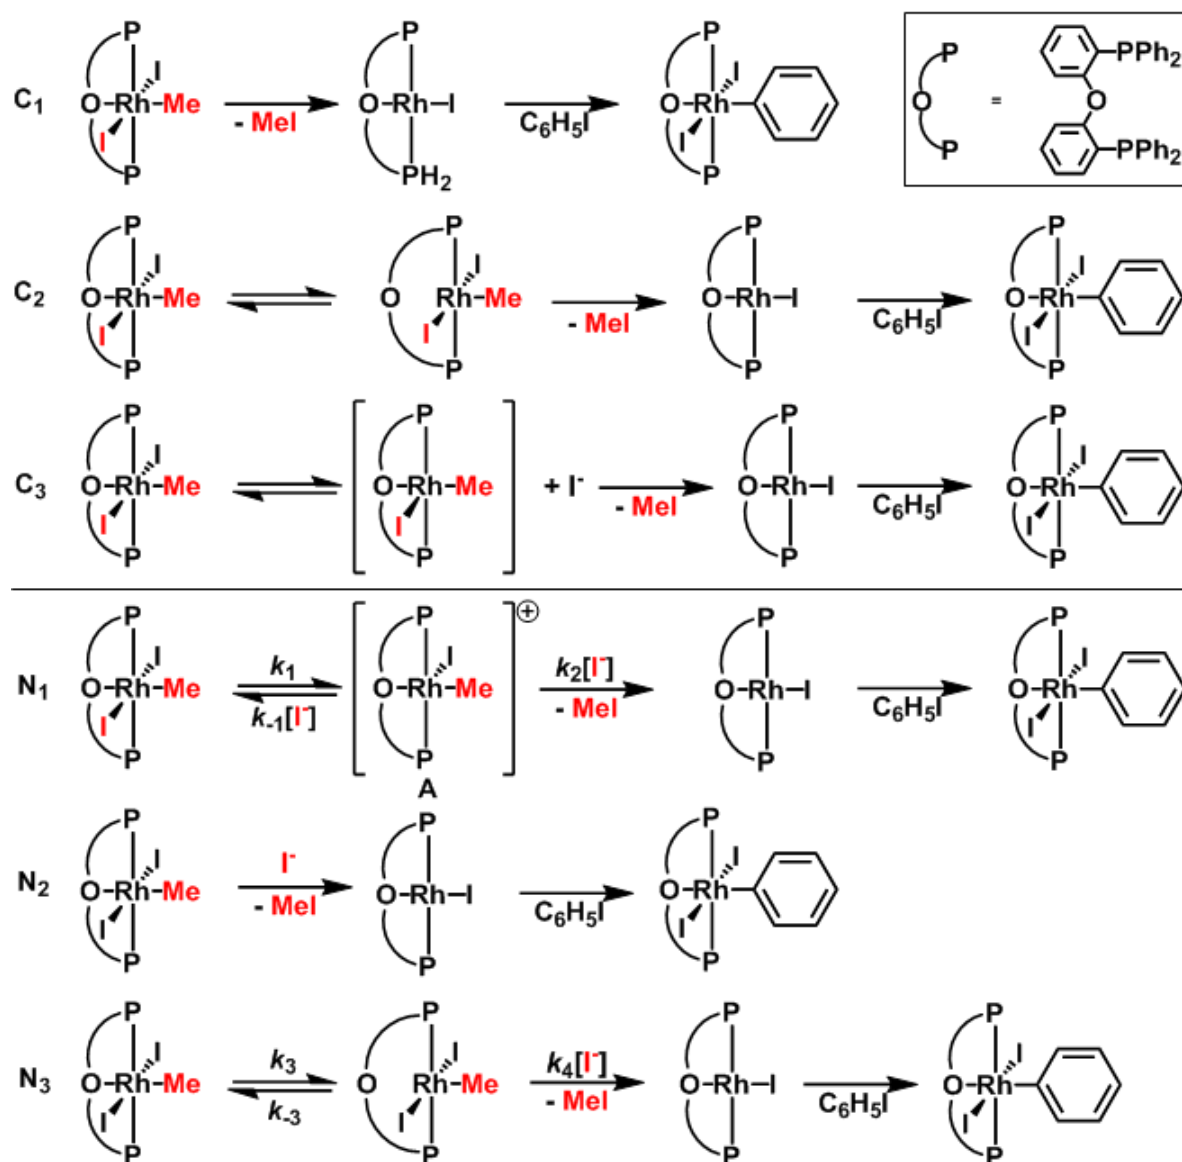 P P P
I I
C₁ O Rh Me - MeI O Rh I C₆H₅I O Rh
I I
P PH₂ P
P O P = PPh₂ O PPh₂
P P P P
I I I
C₂ O Rh Me O Rh Me - MeI O Rh I C₆H₅I O Rh
I I I
P P P P
P P P P
I I
C₃ O Rh Me O Rh Me + I⁻ - MeI O Rh I C₆H₅I O Rh
I I I
P P P P
P P ⊕ P P
I I I
N₁ O Rh Me k₁ k₋₁[I⁻] O Rh Me k₂[I⁻] - MeI O Rh I C₆H₅I O Rh
I I
P P P P
A
P P P
I I
N₂ O Rh Me I⁻ - MeI O Rh I C₆H₅I O Rh
I I
P P P
P P P P
I I I
N₃ O Rh Me k₃ k₋₃ O Rh Me k₄[I⁻] - MeI O Rh I C₆H₅I O Rh
I I I
P P P P